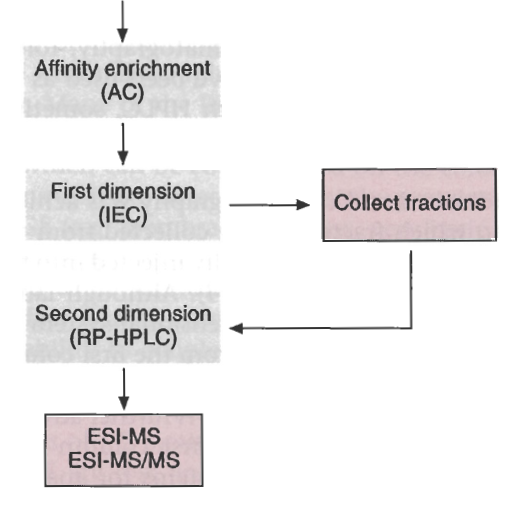 Affinity enrichment
(AC)
First dimension
(IEC)
Collect fractions
Second dimension
(RP-HPLC)
ESI-MS
ESI-MS/MS